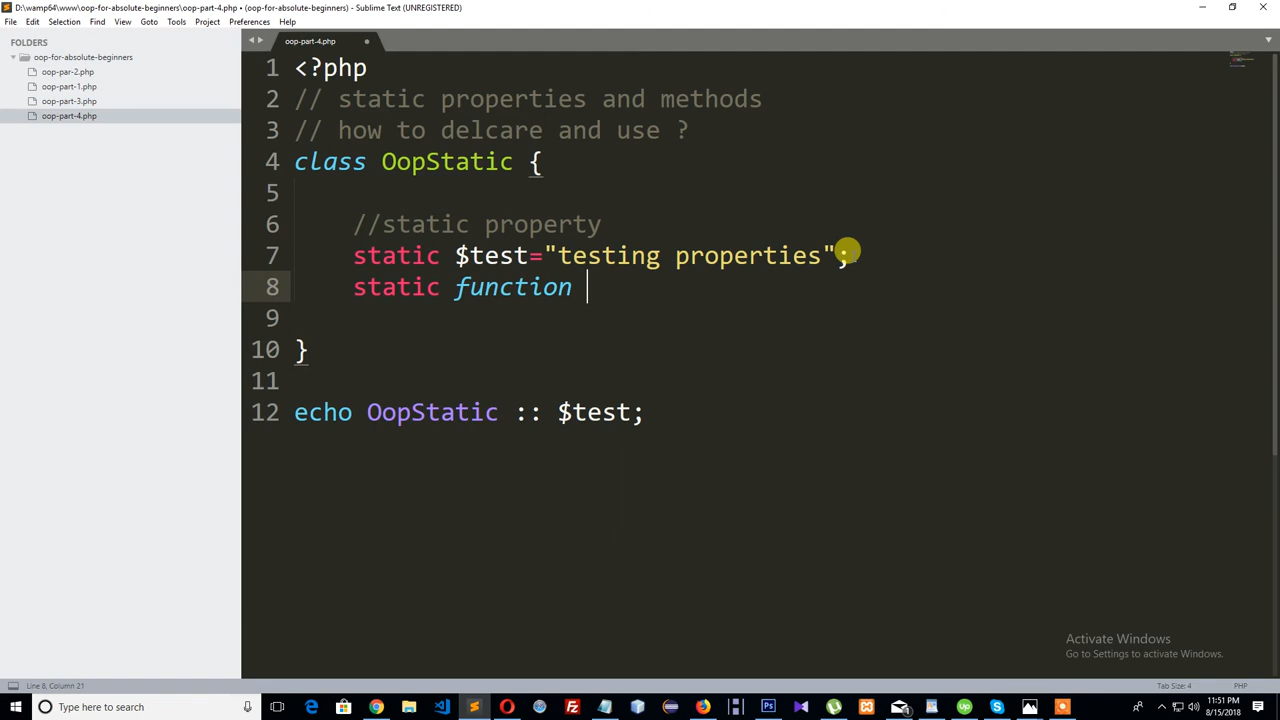 D:\wamp64\www\oop-for-absolute-beginners\oop-part-4.php • (oop-for-absolute-beginners) - Sublime Text (UNREGISTERED)
File Edit Selection Find View Goto Tools Project Preferences Help
FOLDERS
oop-for-absolute-beginners
oop-par-2.php
oop-part-1.php
oop-part-3.php
oop-part-4.php
oop-part-4.php
1 <?php
2 // static properties and methods
3 // how to delcare and use ?
4 class OopStatic {
5
6 //static property
7 static $test="testing properties";
8 static function
9
10 }
11
12 echo OopStatic :: $test;
Activate Windows
Go to Settings to activate Windows.
Line 8, Column 21
Tab Size: 4
PHP
Type here to search
11:51 PM
8/15/2018